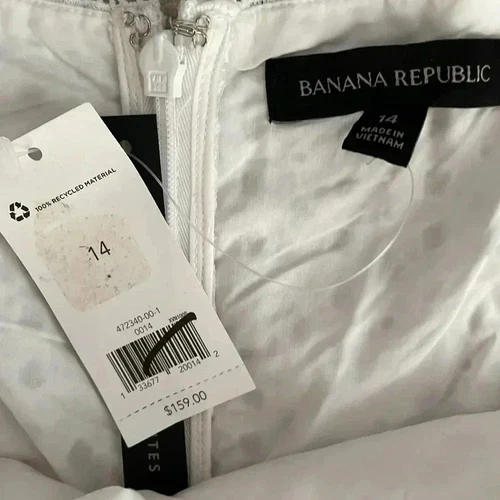 BANANA REPUBLIC
14
MADE IN
VIETNAM
100% RECYCLED MATERIAL
14
472340-00-1
0014
1 33677 20014 2
$159.00
TES